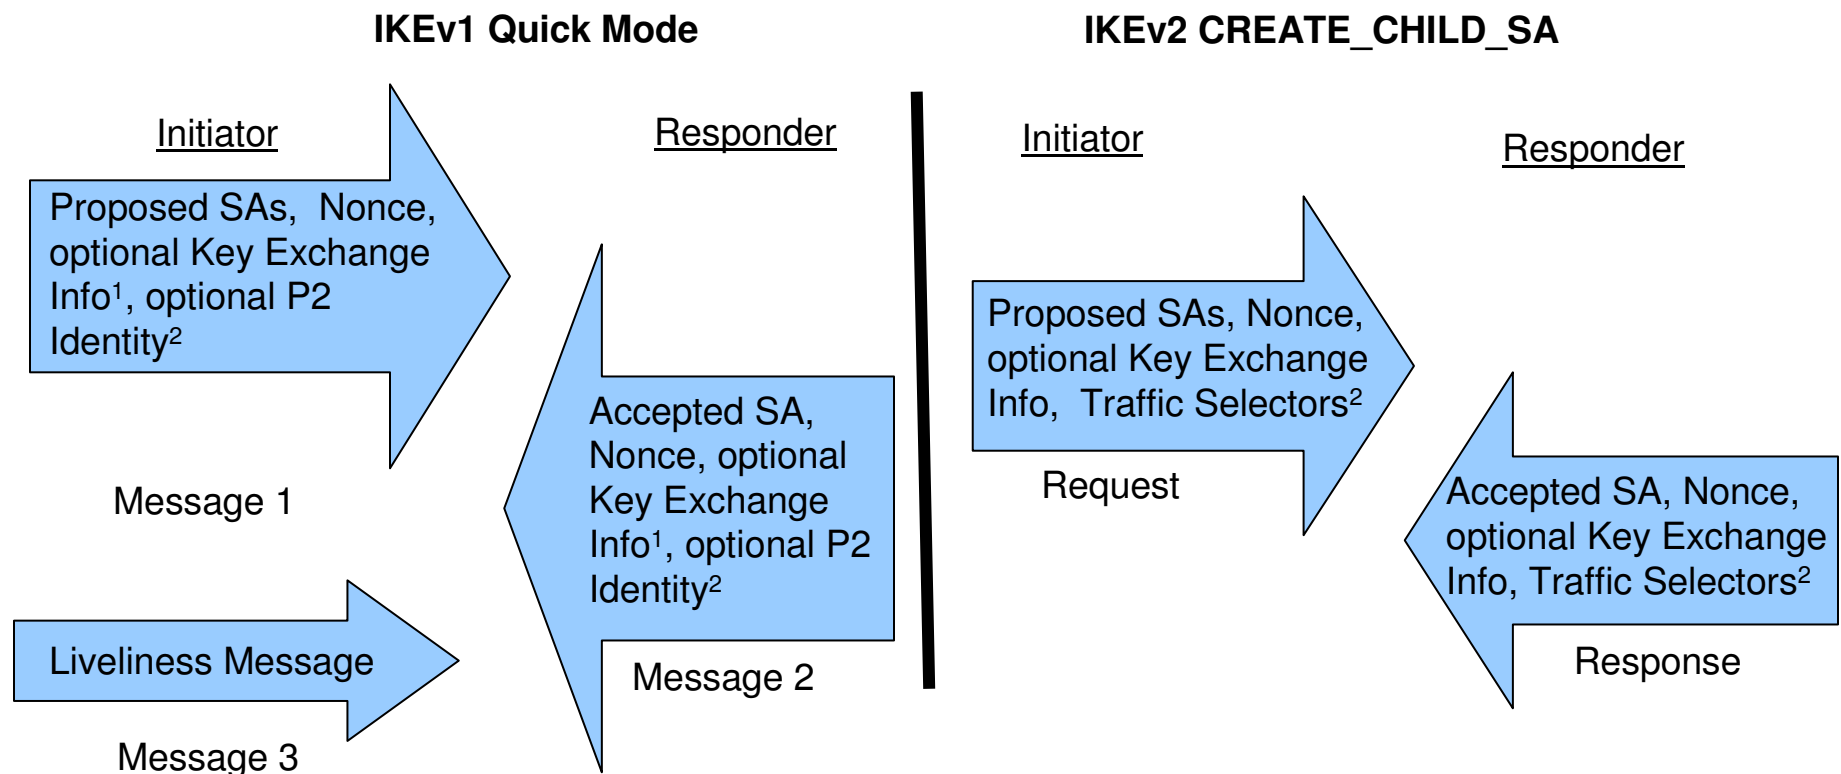 IKEv1 Quick Mode
Initiator
Responder
Proposed SAs, Nonce,
optional Key Exchange
Info¹, optional P2
Identity²
Message 1
Accepted SA,
Nonce, optional
Key Exchange
Info¹, optional P2
Identity²
Message 2
Liveliness Message
Message 3
IKEv2 CREATE_CHILD_SA
Initiator
Responder
Proposed SAs, Nonce,
optional Key Exchange
Info, Traffic Selectors²
Request
Accepted SA, Nonce,
optional Key Exchange
Info, Traffic Selectors²
Response